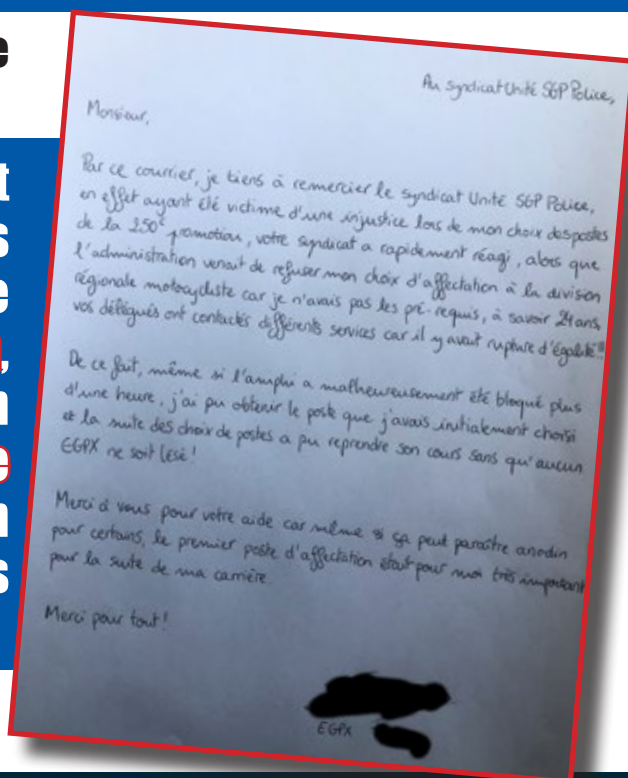 e
t
s
e
,
n
e
n
s
Au syndicat Unité SGP Police,
Monsieur,
Par ce courrier, je tiens à remercier le syndicat Unité SGP Police,
en effet ayant été victime d'une injustice lors de mon choix des postes
de la 250e promotion, votre syndicat a rapidement réagi, alors que
l'administration venait de refuser mon choix d'affectation à la division
régionale motocycliste car je n'avais pas les pré-requis, à savoir 24 ans,
vos délégués ont contactés différents services car il y avait rupture d'égalité!!
De ce fait, même si l'amphi a malheureusement été bloqué plus
d'une heure, j'ai pu obtenir le poste que j'avais initialement choisi
et la suite des choix de postes a pu reprendre son cours sans qu'aucun
EGPX ne soit lésé!
Merci à vous pour votre aide car même si ça peut paraître anodin
pour certains, le premier poste d'affectation était pour moi très important
pour la suite de ma carrière.
Merci pour tout!
EGPX